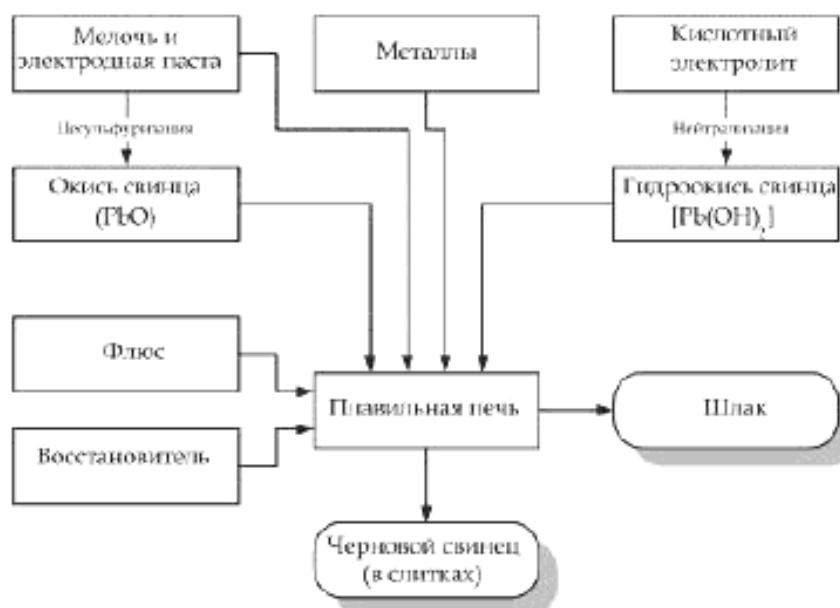 Мелочь и
электродная паста
Металлы
Кислотный
электролит
Десульфуризация
Нейтрализация
Окись свинца
(PbO)
Гидроокись свинца
[Pb(OH)₂]
Флюс
Плавильная печь
Шлак
Восстановитель
Черновой свинец
(в слитках)